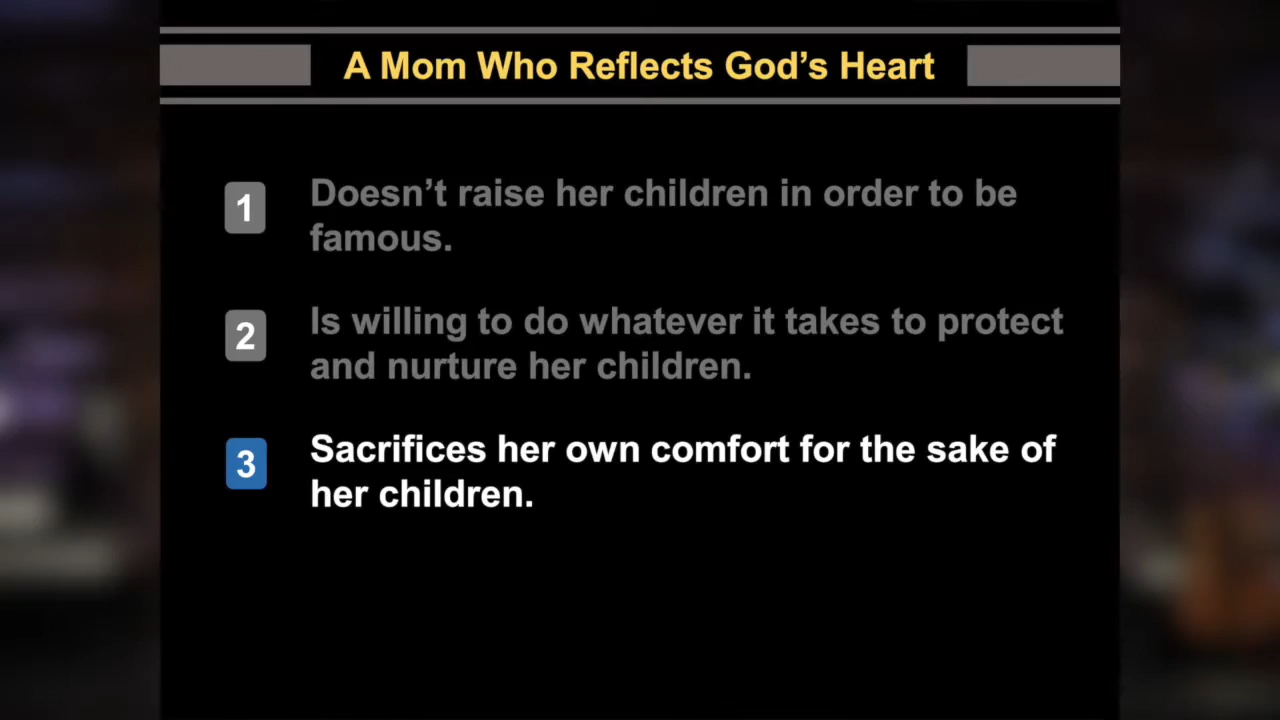 A Mom Who Reflects God’s Heart
1
Doesn’t raise her children in order to be
famous.
2
Is willing to do whatever it takes to protect
and nurture her children.
3
Sacrifices her own comfort for the sake of
her children.